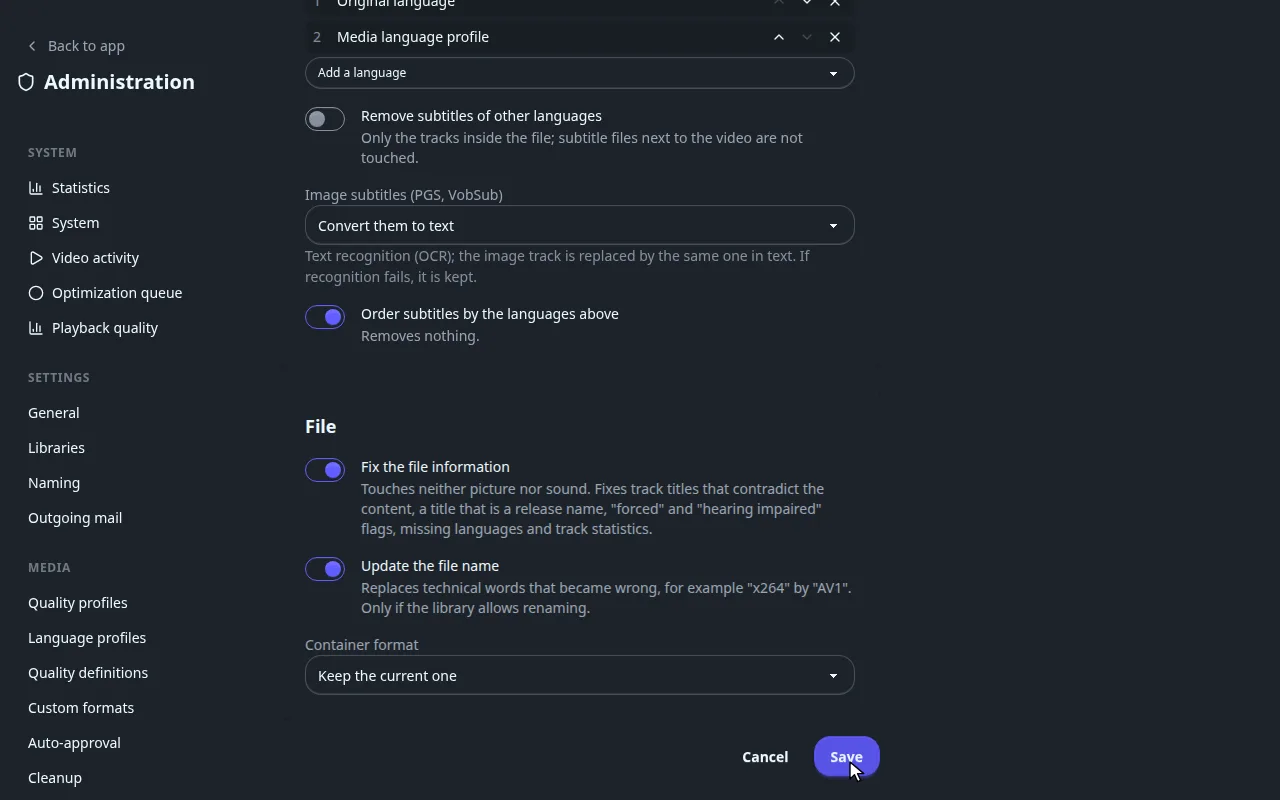 Back to app
Administration
SYSTEM
Statistics
System
Video activity
Optimization queue
Playback quality
SETTINGS
General
Libraries
Naming
Outgoing mail
MEDIA
Quality profiles
Language profiles
Quality definitions
Custom formats
Auto-approval
Cleanup
1 Original language
2 Media language profile
Add a language
Remove subtitles of other languages
Only the tracks inside the file; subtitle files next to the video are not
touched.
Image subtitles (PGS, VobSub)
Convert them to text
Text recognition (OCR); the image track is replaced by the same one in text. If
recognition fails, it is kept.
Order subtitles by the languages above
Removes nothing.
File
Fix the file information
Touches neither picture nor sound. Fixes track titles that contradict the
content, a title that is a release name, "forced" and "hearing impaired"
flags, missing languages and track statistics.
Update the file name
Replaces technical words that became wrong, for example "x264" by "AV1".
Only if the library allows renaming.
Container format
Keep the current one
Cancel
Save